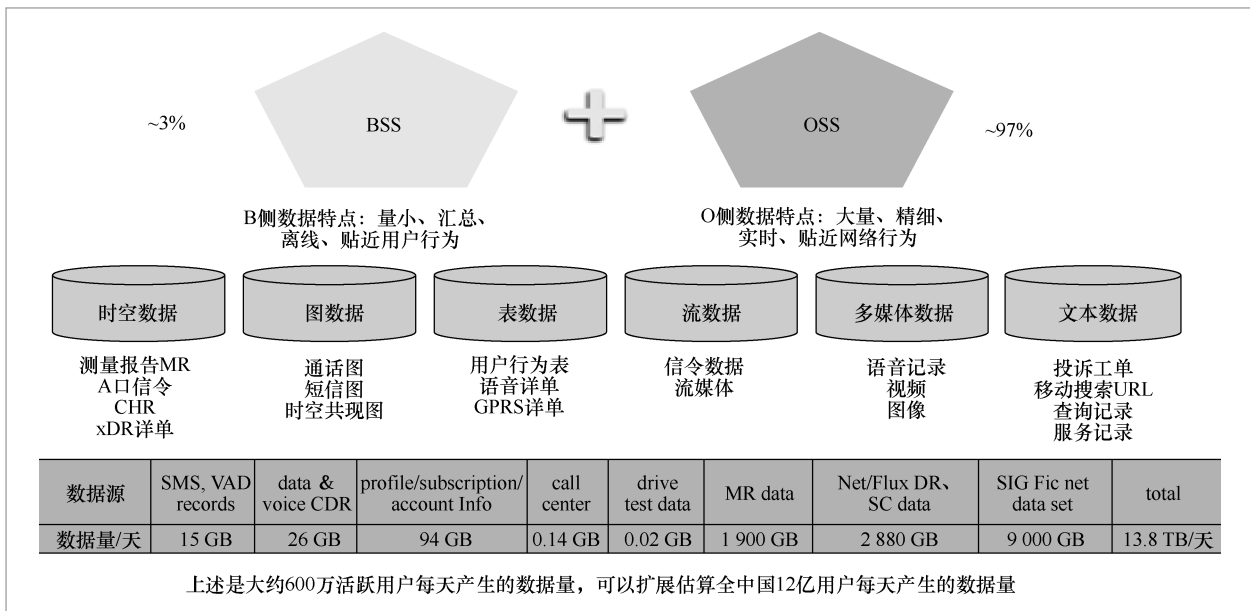 ~3%
BSS
OSS
~97%
B侧数据特点：量小、汇总、
离线、贴近用户行为
O侧数据特点：大量、精细、
实时、贴近网络行为
时空数据
测量报告MR
A口信令
CHR
xDR详单
图数据
通话图
短信图
时空共现图
表数据
用户行为表
语音详单
GPRS详单
流数据
信令数据
流媒体
多媒体数据
语音记录
视频
图像
文本数据
投诉工单
移动搜索URL
查询记录
服务记录
数据源
SMS, VAD
records
data &
voice CDR
profile/subscription/
account Info
call
center
drive
test data
MR data
Net/Flux DR、
SC data
SIG Fic net
data set
total
数据量/天
15 GB
26 GB
94 GB
0.14 GB
0.02 GB
1 900 GB
2 880 GB
9 000 GB
13.8 TB/天
上述是大约600万活跃用户每天产生的数据量，可以扩展估算全中国12亿用户每天产生的数据量